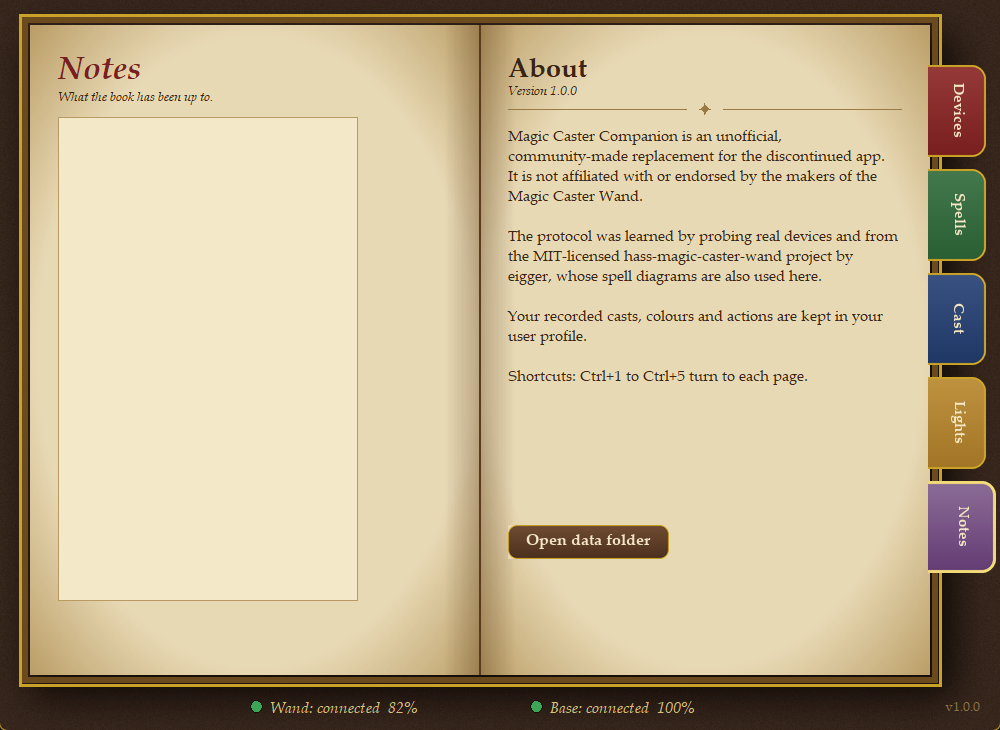 Notes
What the book has been up to.
About
Version 1.0.0
Magic Caster Companion is an unofficial,
community-made replacement for the discontinued app.
It is not affiliated with or endorsed by the makers of the
Magic Caster Wand.
The protocol was learned by probing real devices and from
the MIT-licensed hass-magic-caster-wand project by
eigger, whose spell diagrams are also used here.
Your recorded casts, colours and actions are kept in your
user profile.
Shortcuts: Ctrl+1 to Ctrl+5 turn to each page.
Open data folder
Devices
Spells
Cast
Lights
Notes
Wand: connected 82%
Base: connected 100%
v1.0.0